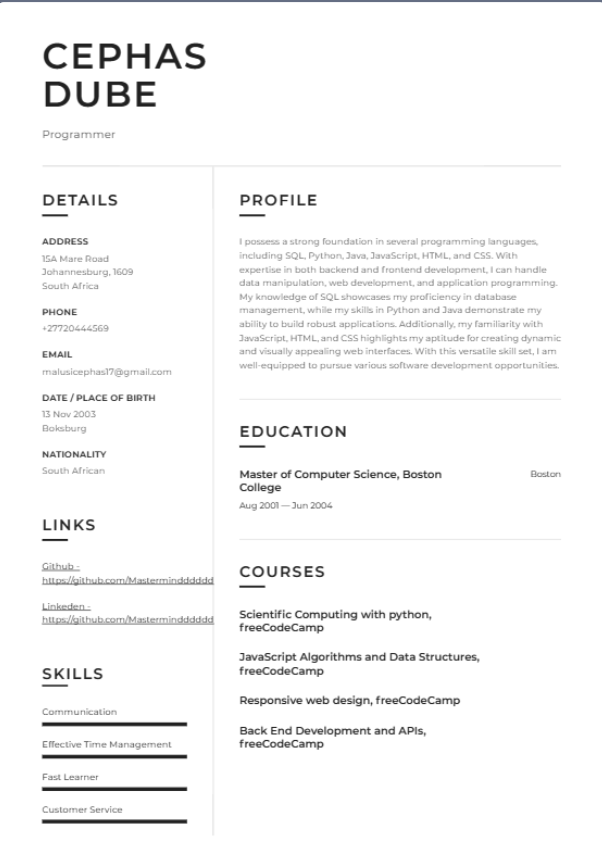 CEPHAS
DUBE
Programmer
DETAILS
ADDRESS
15A Mare Road
Johannesburg, 1609
South Africa
PHONE
+27720444569
EMAIL
malusicephas17@gmail.com
DATE / PLACE OF BIRTH
13 Nov 2003
Boksburg
NATIONALITY
South African
LINKS
Github -
https://github.com/Masterminddddddd
Linkeden -
https://github.com/Masterminddddddd
SKILLS
Communication
Effective Time Management
Fast Learner
Customer Service
PROFILE
I possess a strong foundation in several programming languages,
including SQL, Python, Java, JavaScript, HTML, and CSS. With
expertise in both backend and frontend development, I can handle
data manipulation, web development, and application programming.
My knowledge of SQL showcases my proficiency in database
management, while my skills in Python and Java demonstrate my
ability to build robust applications. Additionally, my familiarity with
JavaScript, HTML, and CSS highlights my aptitude for creating dynamic
and visually appealing web interfaces. With this versatile skill set, I am
well-equipped to pursue various software development opportunities.
EDUCATION
Master of Computer Science, Boston
College
Boston
Aug 2001 — Jun 2004
COURSES
Scientific Computing with python,
freeCodeCamp
JavaScript Algorithms and Data Structures,
freeCodeCamp
Responsive web design, freeCodeCamp
Back End Development and APIs,
freeCodeCamp